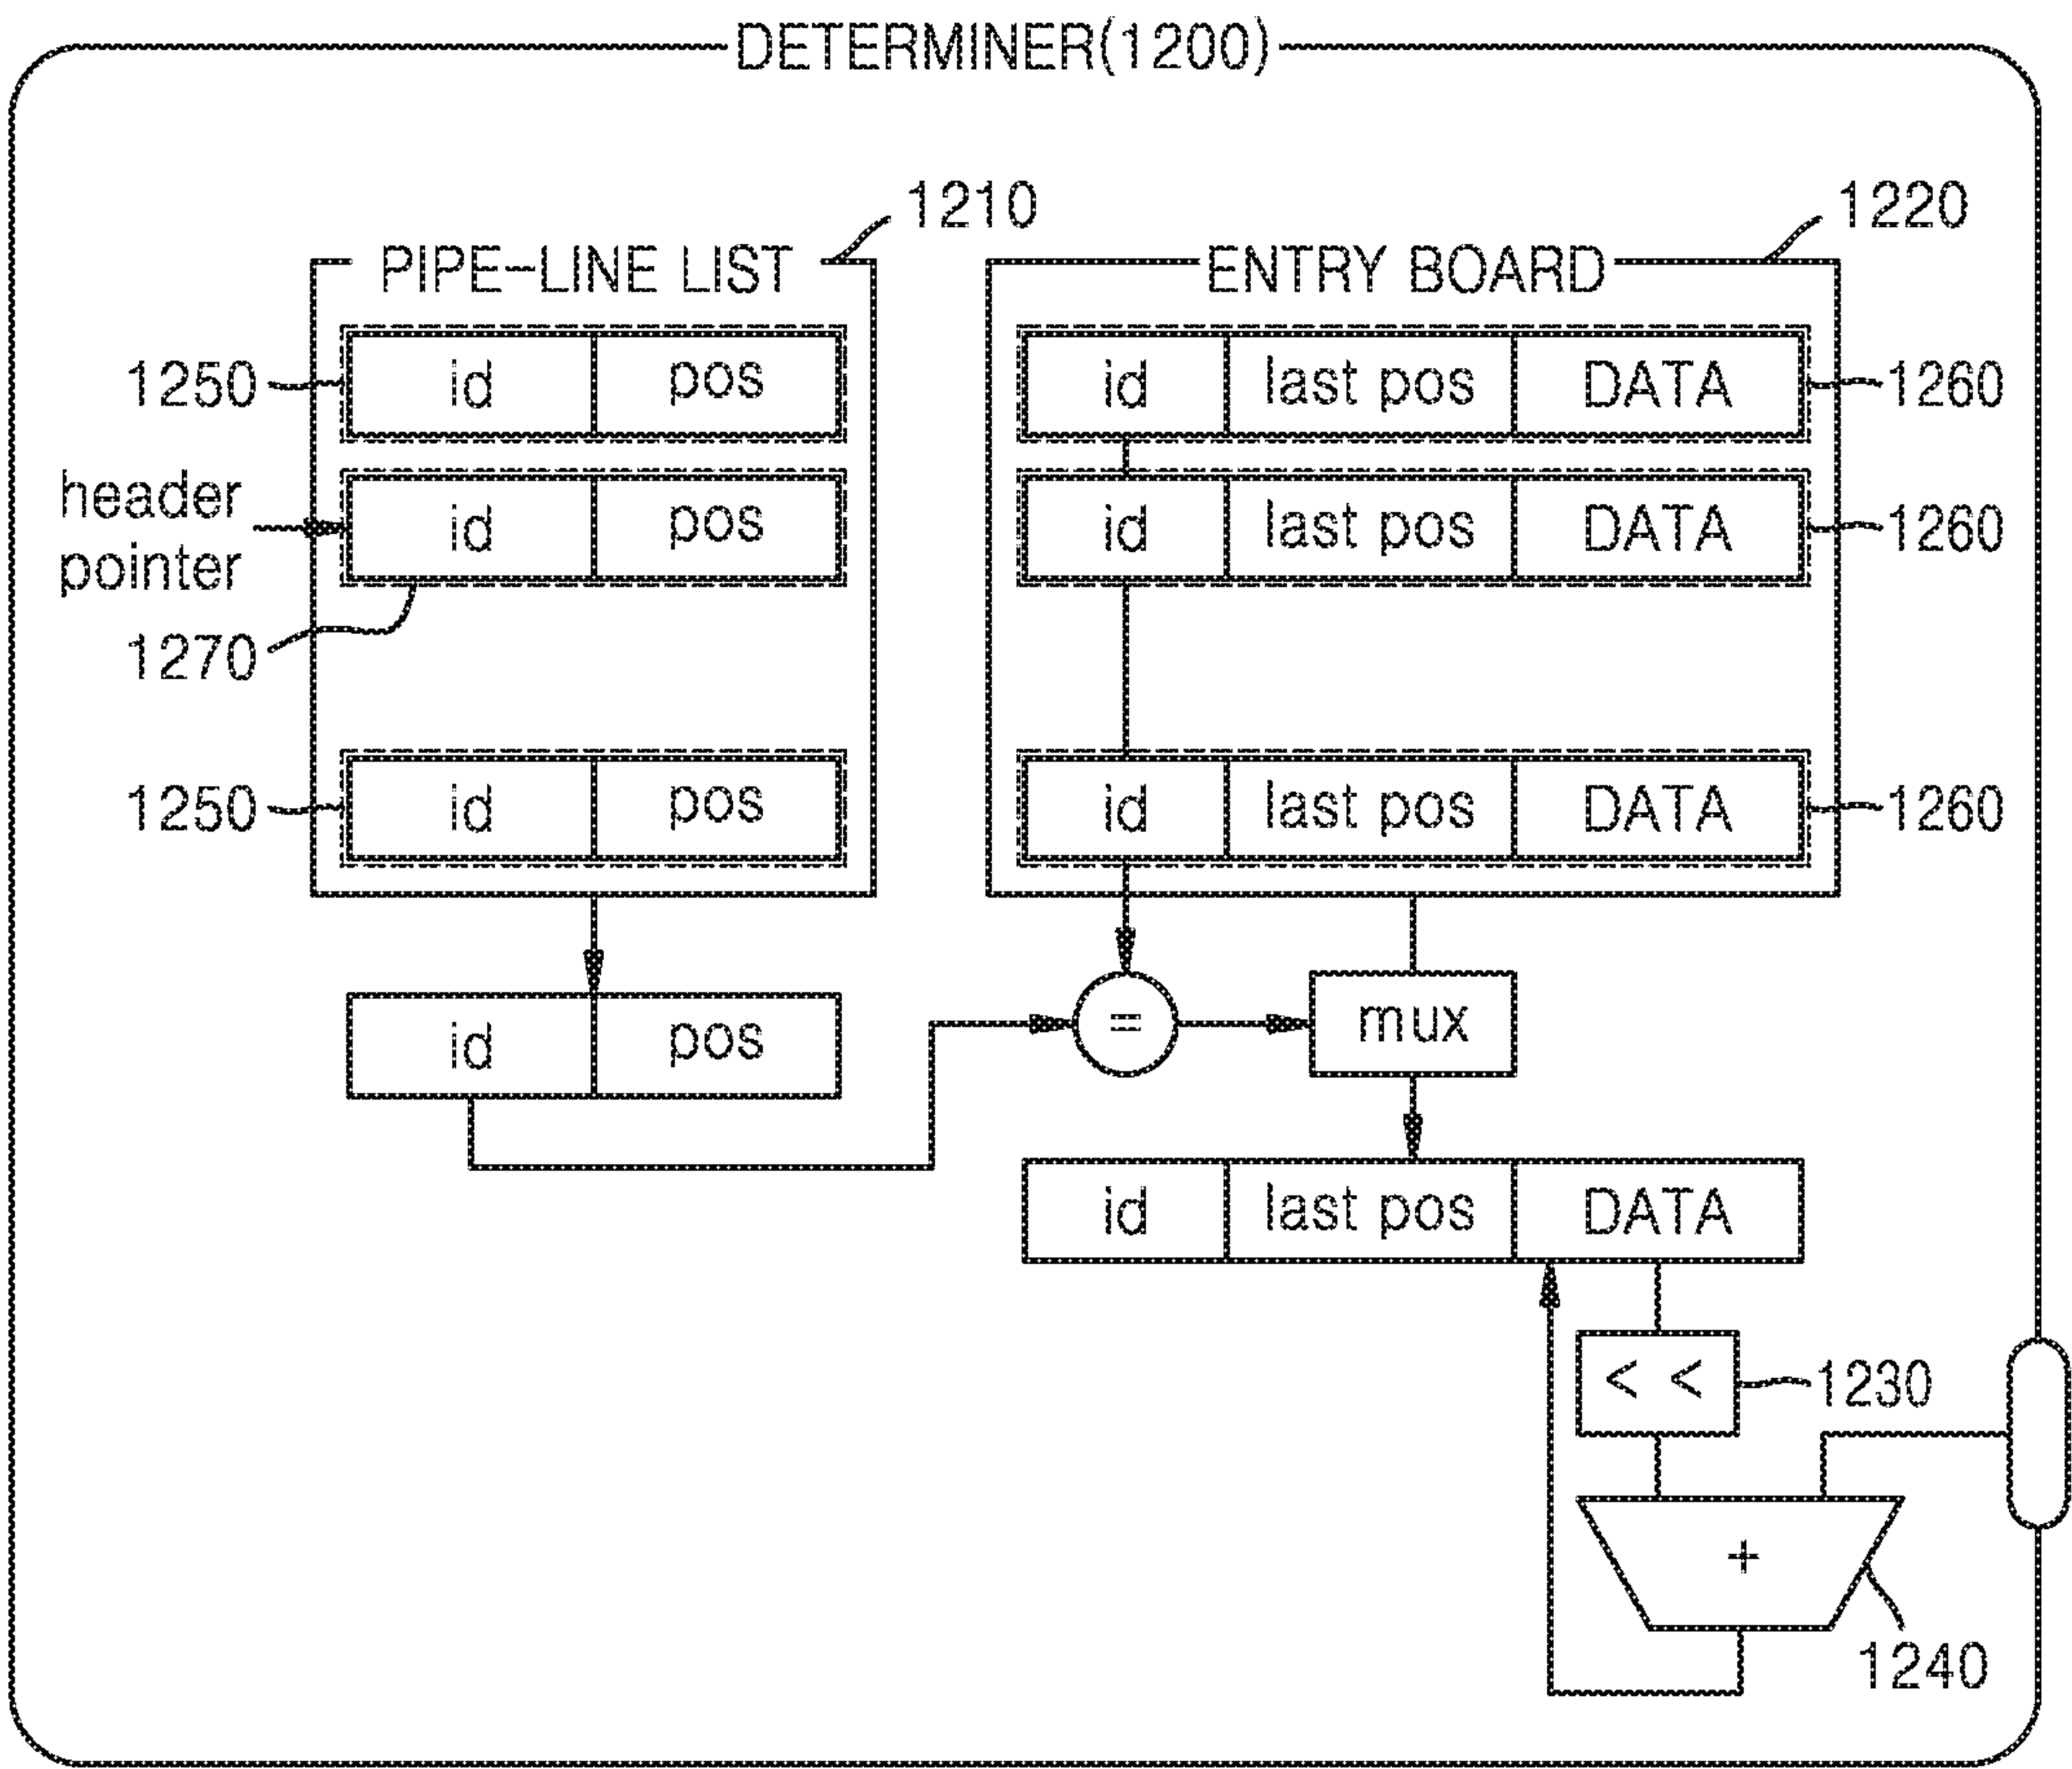 DETERMINER(1200)
1210
1220
PIPE-LINE LIST
ENTRY BOARD
1250
id pos
id last pos DATA
1260
header
pointer
id pos
id last pos DATA
1260
1270
1250
id pos
id last pos DATA
1260
id pos
=
mux
id last pos DATA
< <
1230
+
1240